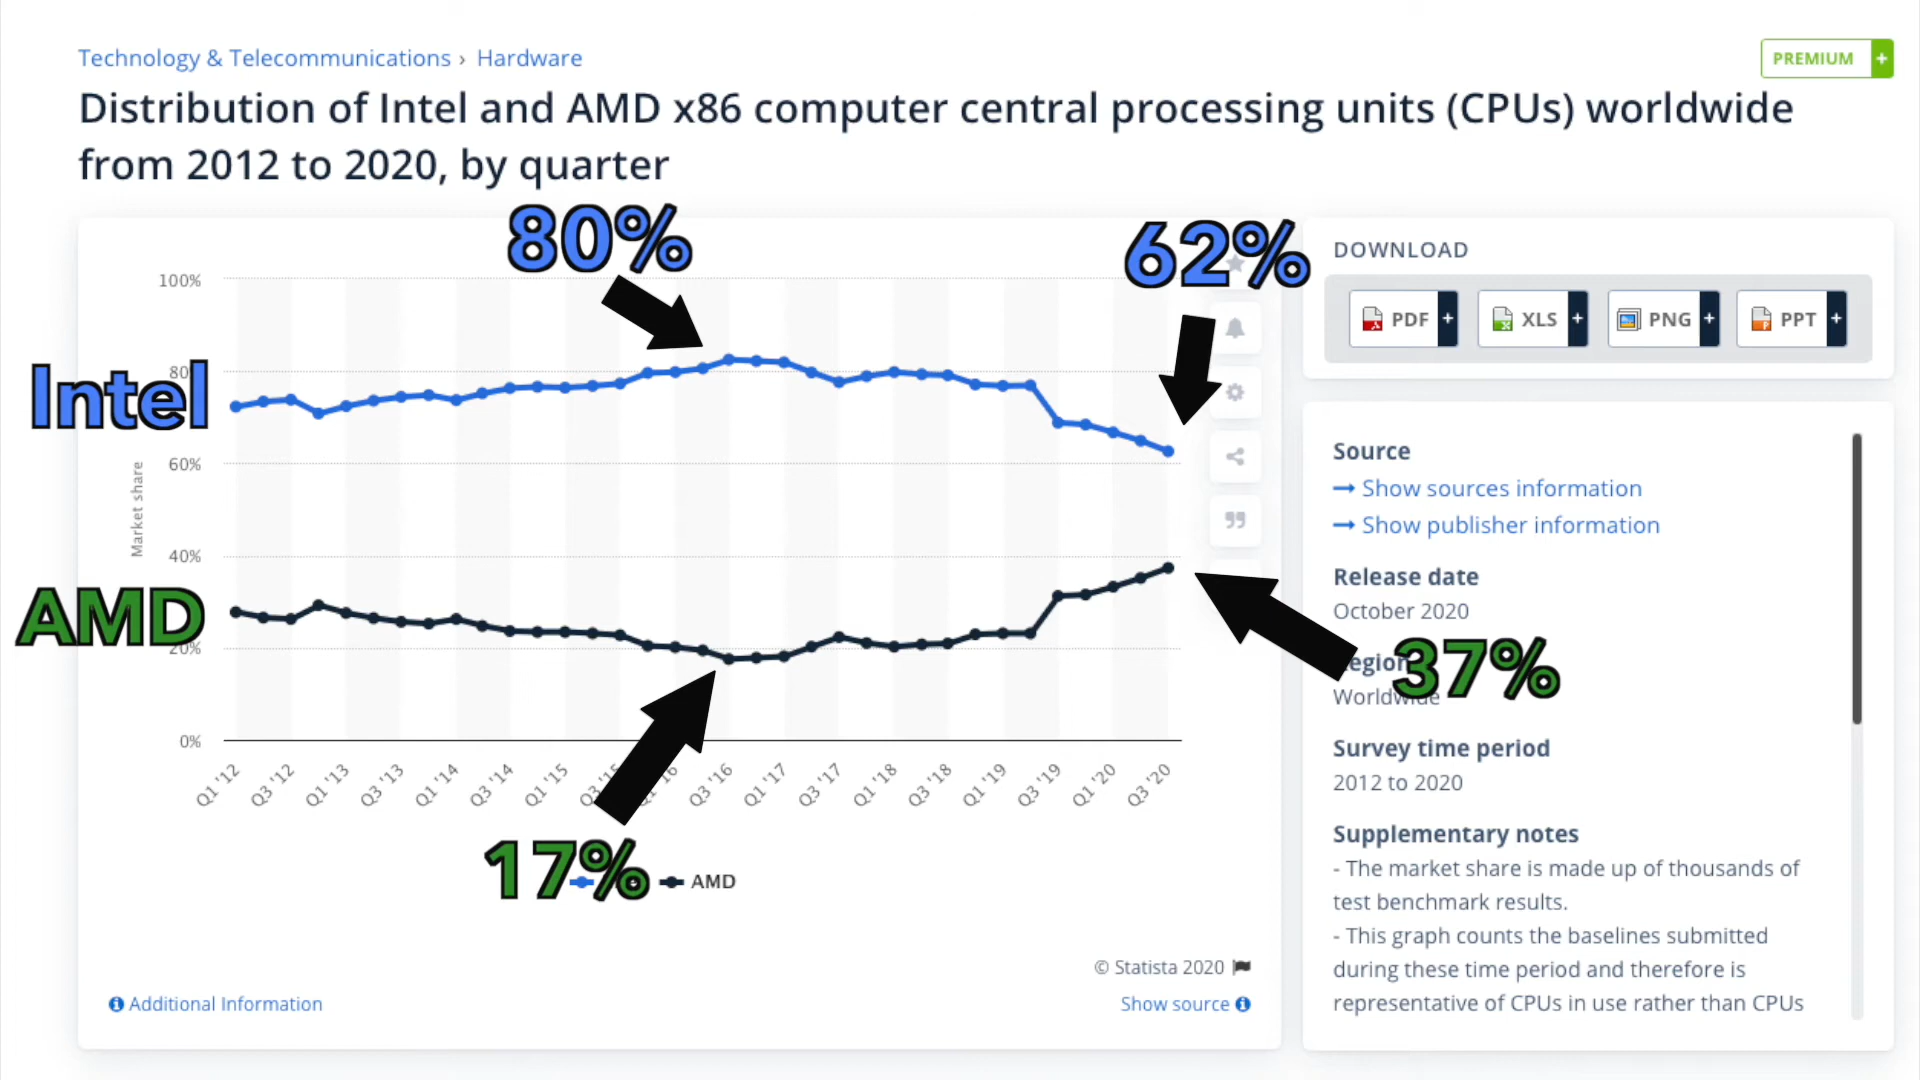 Technology & Telecommunications › Hardware
PREMIUM +
Distribution of Intel and AMD x86 computer central processing units (CPUs) worldwide
from 2012 to 2020, by quarter
80%
62%
DOWNLOAD
PDF + XLS + PNG + PPT +
100%
80
Intel
60%
Market share
40%
AMD
20%
0%
Q1 '12 Q3 '12 Q1 '13 Q3 '13 Q1 '14 Q3 '14 Q1 '15 Q3 '16 Q1 '17 Q3 '17 Q1 '18 Q3 '18 Q1 '19 Q3 '19 Q1 '20 Q3 '20
17%
AMD
© Statista 2020
Additional Information
Show source
Source
→ Show sources information
→ Show publisher information
Release date
October 2020
37%
Worldwide
Survey time period
2012 to 2020
Supplementary notes
- The market share is made up of thousands of
test benchmark results.
- This graph counts the baselines submitted
during these time period and therefore is
representative of CPUs in use rather than CPUs